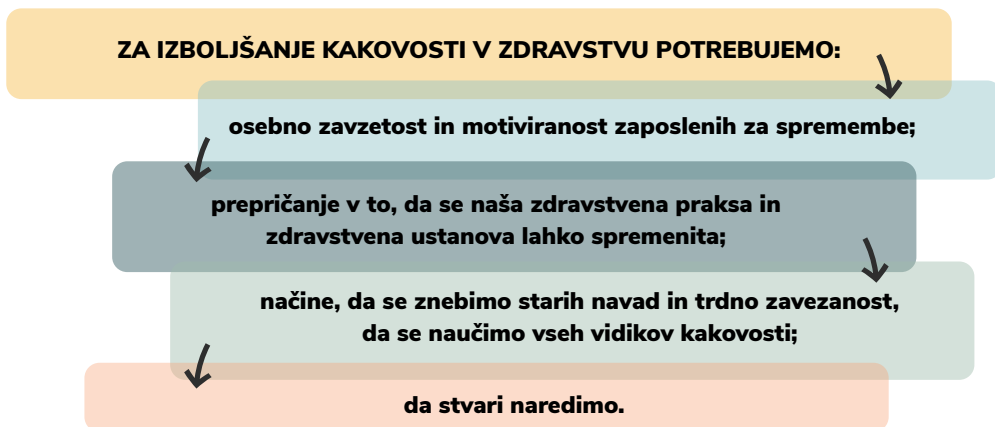 ZA IZBOLJŠANJE KAKOVOSTI V ZDRAVSTVU POTREBUJEMO:
osebno zavzetost in motiviranost zaposlenih za spremembe;
prepričanje v to, da se naša zdravstvena praksa in
zdravstvena ustanova lahko spremenita;
načine, da se znebimo starih navad in trdno zavezanost,
da se naučimo vseh vidikov kakovosti;
da stvari naredimo.